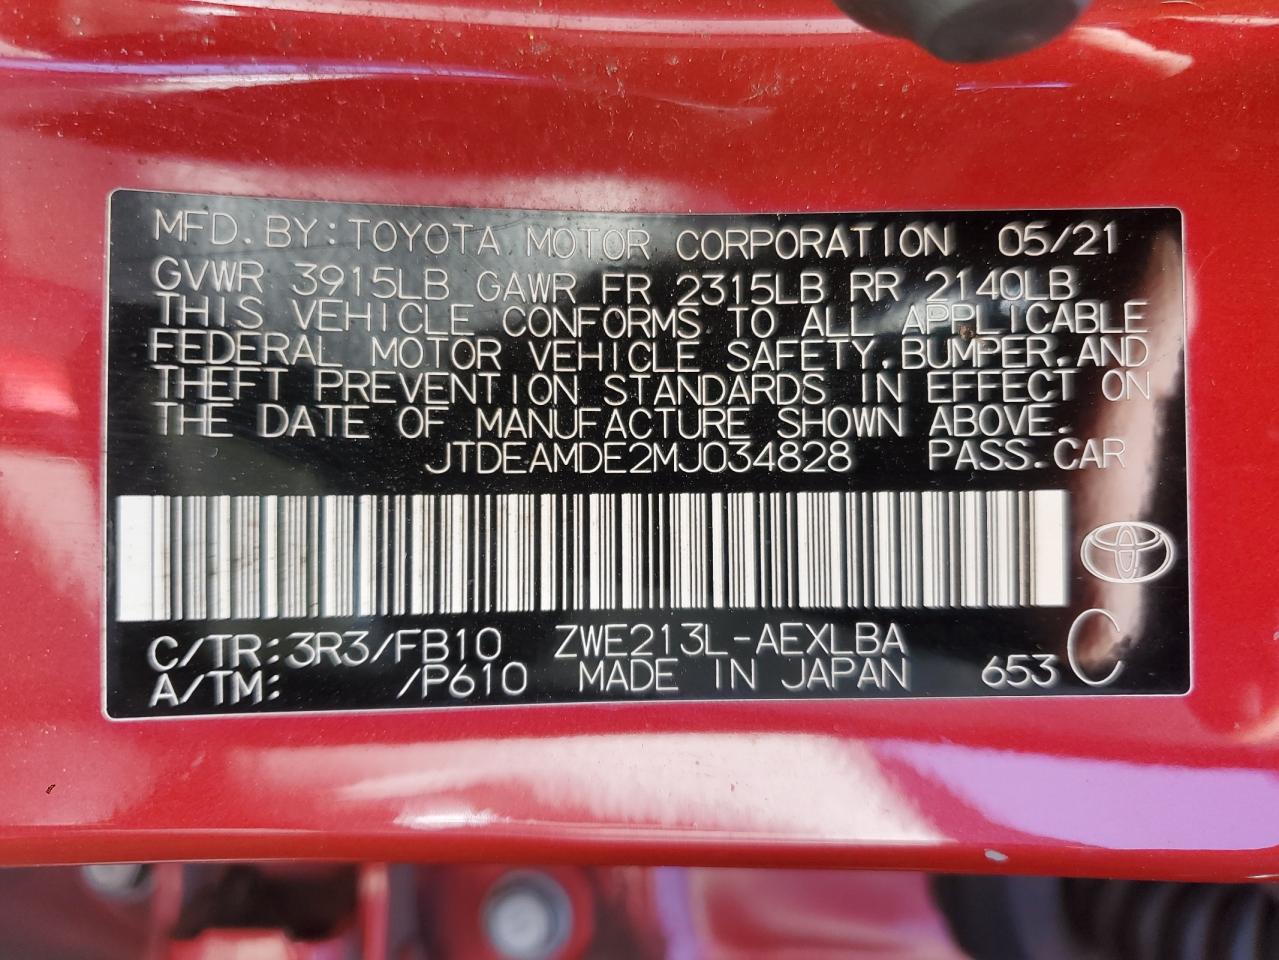 MFD. BY: TOYOTA MOTOR CORPORATION 05/21
GVWR 3915LB GAWR FR 2315LB RR 2140LB
THIS VEHICLE CONFORMS TO ALL APPLICABLE
FEDERAL MOTOR VEHICLE SAFETY, BUMPER, AND
THEFT PREVENTION STANDARDS IN EFFECT ON
THE DATE OF MANUFACTURE SHOWN ABOVE.
JTDEAMDE2MJ034828 PASS. CAR
C/TR: 3R3/FB10 ZWE213L-AEXLBA
A/TM: /P610 MADE IN JAPAN 653 C